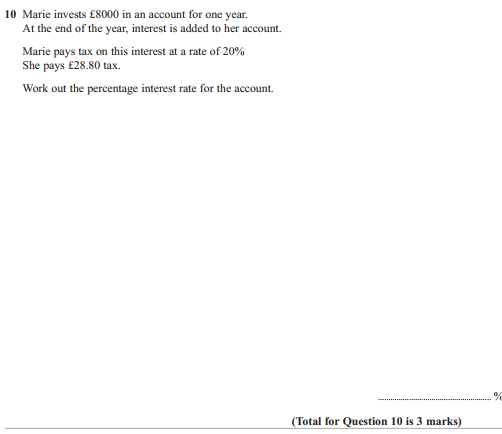 10 Marie invests £8000 in an account for one year.
At the end of the year, interest is added to her account.
Marie pays tax on this interest at a rate of 20%
She pays £28.80 tax.
Work out the percentage interest rate for the account.
.......................................................%
(Total for Question 10 is 3 marks)